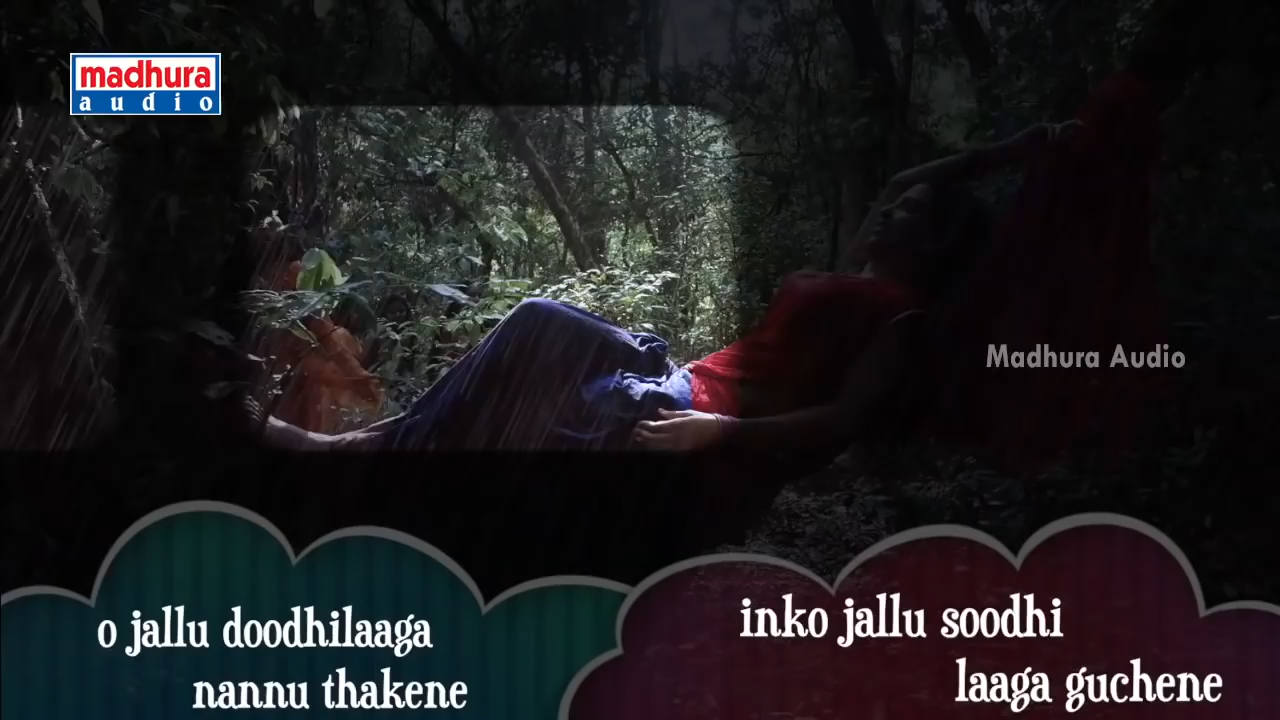 madhura
audio
Madhura Audio
o jallu doodhilaaga
nannu thakene
inko jallu soodhi
laaga guchene